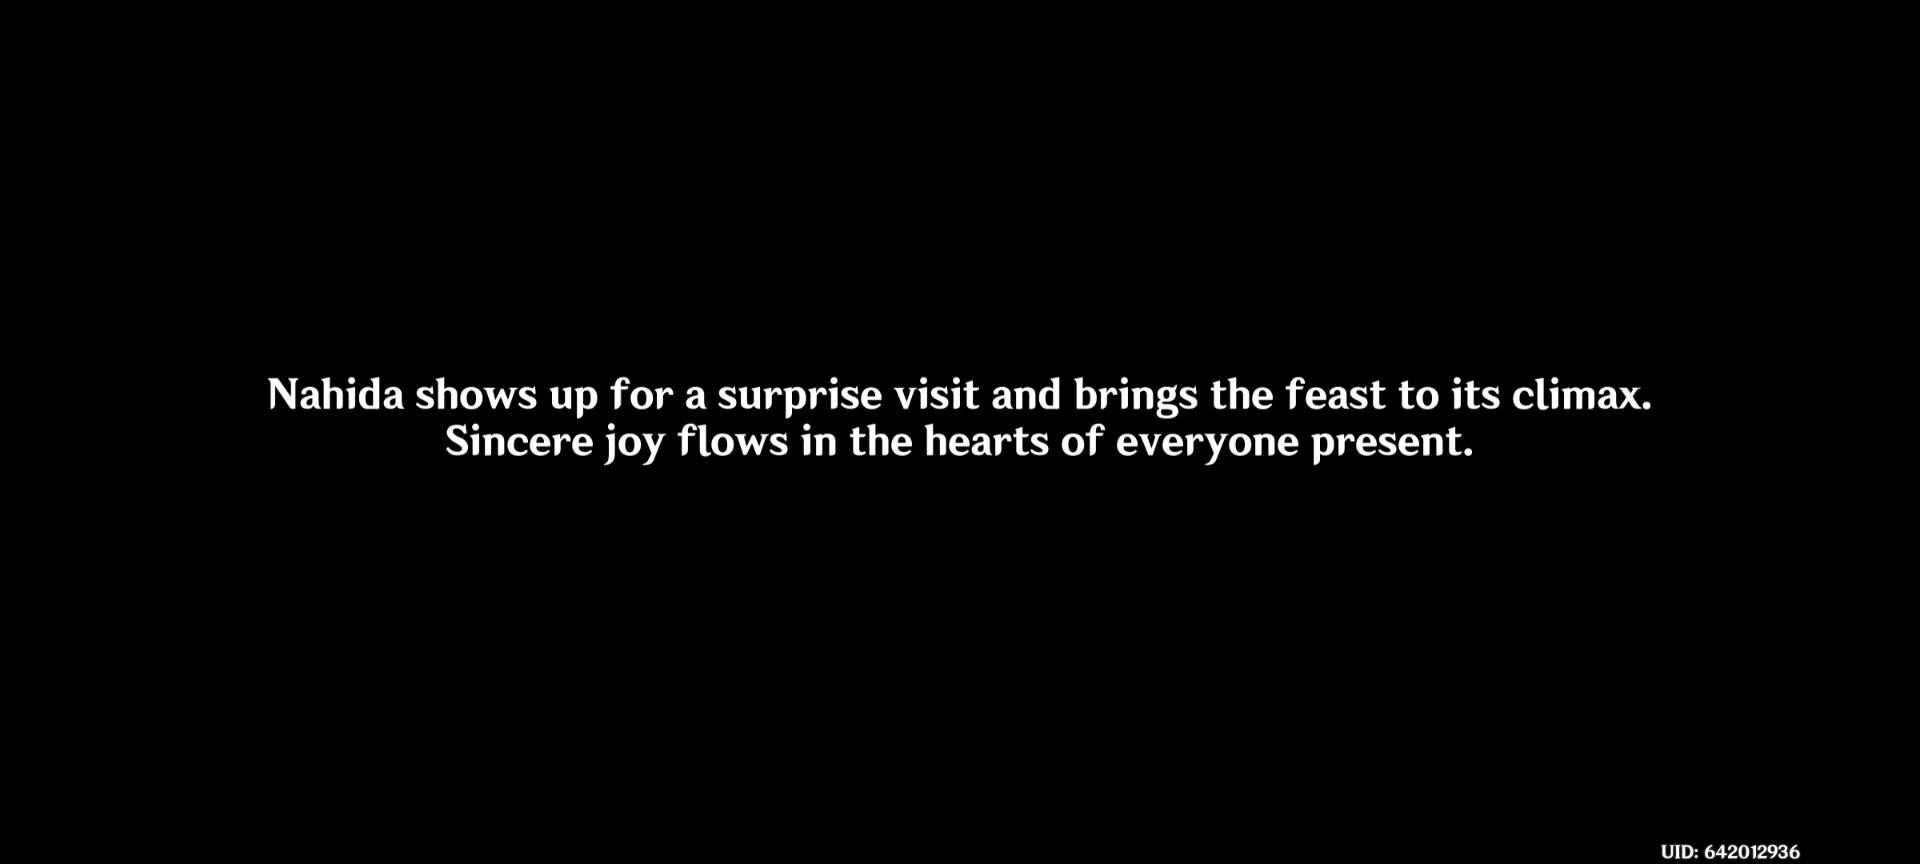 Nahida shows up for a surprise visit and brings the feast to its climax.
Sincere joy flows in the hearts of everyone present.
UID: 642012936